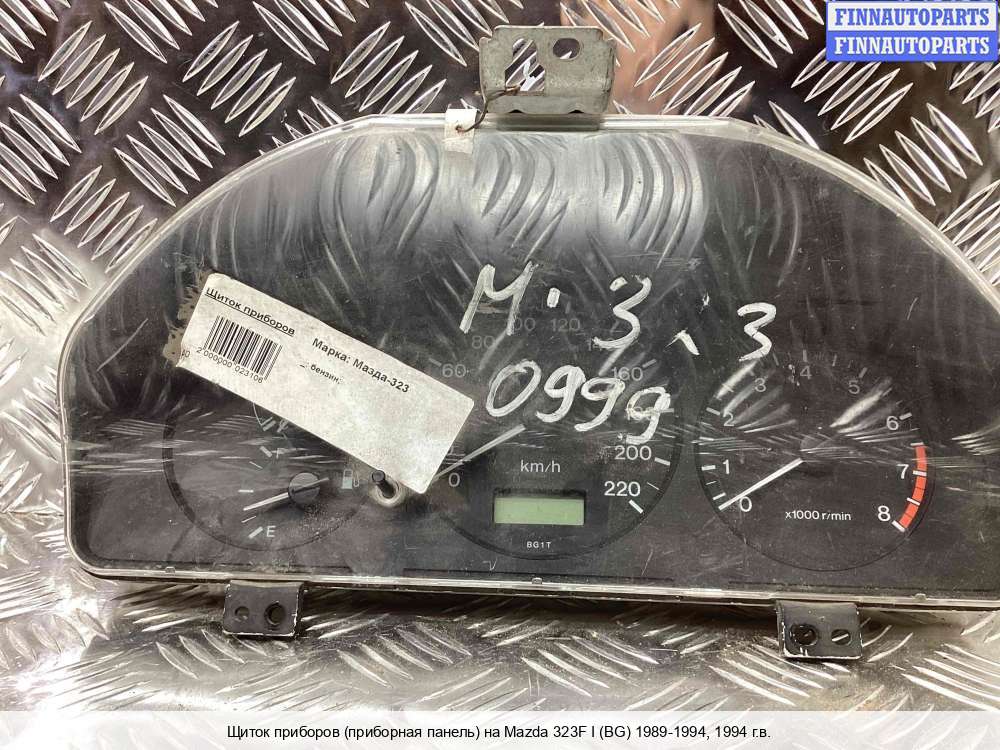 FINNAUTOPARTS
FINNAUTOPARTS
Щиток приборов
2 000000 023106
Марка: Мазда-323
бензин,
М. 3 3
0999
60
80
100
120
160
200
220
0
km/h
BG1T
F
E
0
1
2
3
4
5
6
7
8
x1000 r/min
Щиток приборов (приборная панель) на Mazda 323F I (BG) 1989-1994, 1994 г.в.